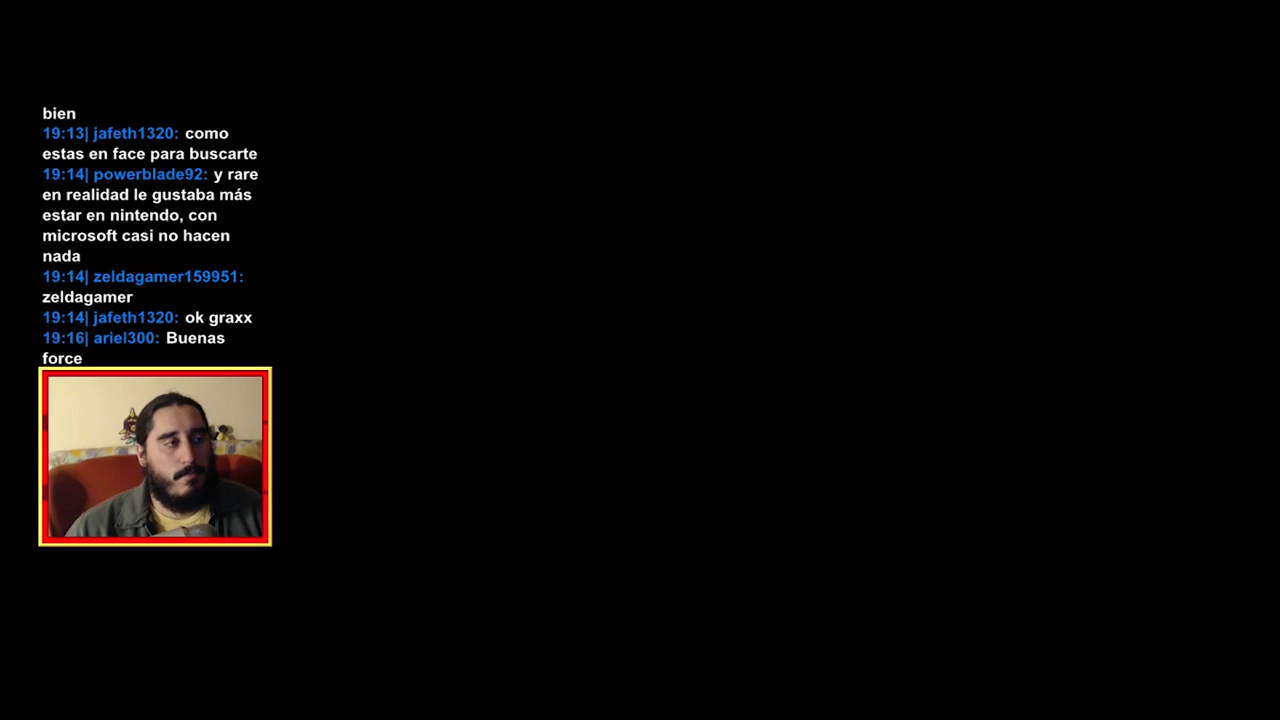 bien
19:13| jafeth1320: como
estas en face para buscarte
19:14| powerblade92: y rare
en realidad le gustaba más
estar en nintendo, con
microsoft casi no hacen
nada
19:14| zeldagamer159951:
zeldagamer
19:14| jafeth1320: ok graxx
19:16| ariel300: Buenas
force